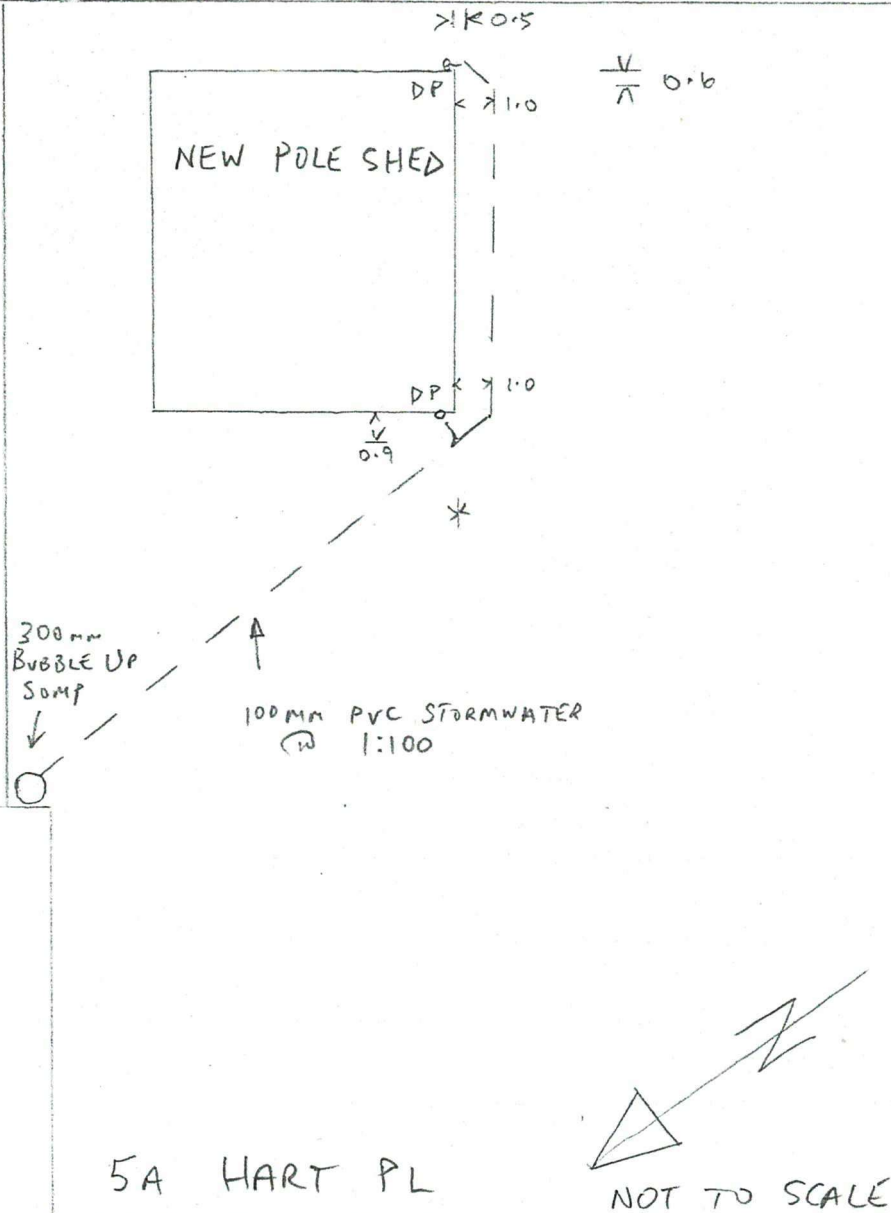 0.5
DP
1.0
0.6
NEW POLE SHED
DP
1.0
0.9
300mm
BUBBLE UP
SUMP
100MM PVC STORMWATER
@ 1:100
N
5A HART PL
NOT TO SCALE